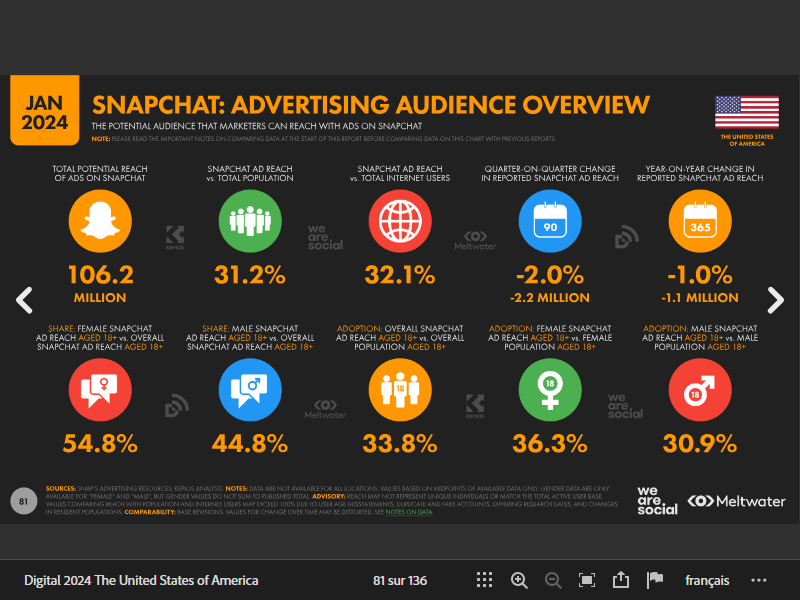 JAN
2024
SNAPCHAT: ADVERTISING AUDIENCE OVERVIEW
THE POTENTIAL AUDIENCE THAT MARKETERS CAN REACH WITH ADS ON SNAPCHAT
NOTE: PLEASE READ THE IMPORTANT NOTES ON COMPARING DATA AT THE START OF THIS REPORT BEFORE COMPARING DATA ON THIS CHART WITH PREVIOUS REPORTS
THE UNITED STATES
OF AMERICA
TOTAL POTENTIAL REACH
OF ADS ON SNAPCHAT
106.2
MILLION
SNAPCHAT AD REACH
vs. TOTAL POPULATION
31.2%
SNAPCHAT AD REACH
vs. TOTAL INTERNET USERS
32.1%
QUARTER-ON-QUARTER CHANGE
IN REPORTED SNAPCHAT AD REACH
90
-2.0%
-2.2 MILLION
YEAR-ON-YEAR CHANGE IN
REPORTED SNAPCHAT AD REACH
365
-1.0%
-1.1 MILLION
KEPIOS
we
are.
social
Meltwater
SHARE: FEMALE SNAPCHAT
AD REACH AGED 18+ vs. OVERALL
SNAPCHAT AD REACH AGED 18+
54.8%
SHARE: MALE SNAPCHAT
AD REACH AGED 18+ vs. OVERALL
SNAPCHAT AD REACH AGED 18+
44.8%
ADOPTION: OVERALL SNAPCHAT
AD REACH AGED 18+ vs. OVERALL
POPULATION AGED 18+
18
33.8%
ADOPTION: FEMALE SNAPCHAT
AD REACH AGED 18+ vs. FEMALE
POPULATION AGED 18+
18
36.3%
ADOPTION: MALE SNAPCHAT
AD REACH AGED 18+ vs. MALE
POPULATION AGED 18+
18
30.9%
Meltwater
KEPIOS
we
are.
social
81
SOURCES: SNAP'S ADVERTISING RESOURCES; KEPIOS ANALYSIS. NOTES: DATA ARE NOT AVAILABLE FOR ALL LOCATIONS. VALUES BASED ON MIDPOINTS OF AVAILABLE DATA ONLY. GENDER DATA ARE ONLY
AVAILABLE FOR "FEMALE" AND "MALE", BUT GENDER VALUES DO NOT SUM TO PUBLISHED TOTAL. ADVISORY: REACH MAY NOT REPRESENT UNIQUE INDIVIDUALS OR MATCH THE TOTAL ACTIVE USER BASE.
VALUES COMPARING REACH WITH POPULATION AND INTERNET USERS MAY EXCEED 100% DUE TO USER AGE MISSTATEMENTS, DUPLICATE AND FAKE ACCOUNTS, DIFFERING RESEARCH DATES, AND CHANGES
IN RESIDENT POPULATIONS. COMPARABILITY: BASE REVISIONS. VALUES FOR CHANGE OVER TIME MAY BE DISTORTED. SEE NOTES ON DATA.
we
are.
social
Meltwater
Digital 2024 The United States of America
81 sur 136
français